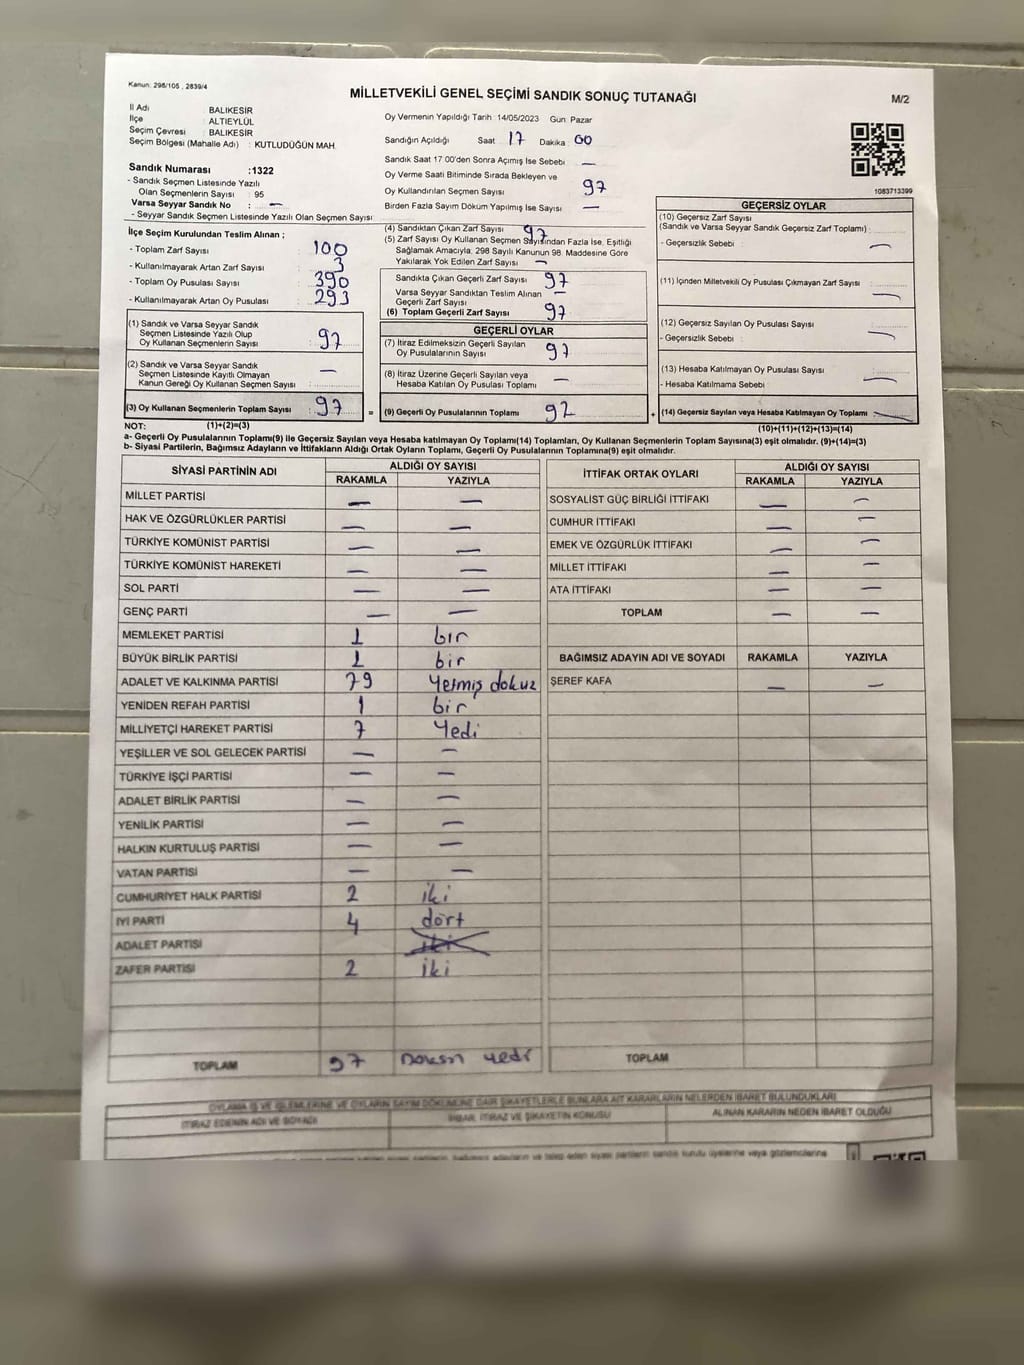 Kanun: 298/105 , 2839/4
MİLLETVEKİLİ GENEL SEÇİMİ SANDIK SONUÇ TUTANAĞI
M/2
İl Adı : BALIKESİR
İlçe : ALTIEYLÜL
Seçim Çevresi : BALIKESİR
Seçim Bölgesi (Mahalle Adı) : KUTLUDÜĞÜN MAH.
Sandık Numarası :1322
- Sandık Seçmen Listesinde Yazılı
Olan Seçmenlerin Sayısı : 95
Varsa Seyyar Sandık No : —
- Seyyar Sandık Seçmen Listesinde Yazılı Olan Seçmen Sayısı:
Oy Vermenin Yapıldığı Tarih :14/05/2023 Gün: Pazar
Sandığın Açıldığı Saat 17 Dakika : 00
Sandık Saat 17:00'den Sonra Açımış İse Sebebi : —
Oy Verme Saati Bitiminde Sırada Bekleyen ve
Oy Kullandırılan Seçmen Sayısı 97
Birden Fazla Sayım Döküm Yapılmış İse Sayısı —
1083713399
İlçe Seçim Kurulundan Teslim Alınan ;
- Toplam Zarf Sayısı : 100
- Kullanılmayarak Artan Zarf Sayısı : 3
- Toplam Oy Pusulası Sayısı : 390
- Kullanılmayarak Artan Oy Pusulası : 293
(1) Sandık ve Varsa Seyyar Sandık
Seçmen Listesinde Yazılı Olup
Oy Kullanan Seçmenlerin Sayısı : 97
(2) Sandık ve Varsa Seyyar Sandık
Seçmen Listesinde Kayıtlı Olmayan
Kanun Gereği Oy Kullanan Seçmen Sayısı : —
(3) Oy Kullanan Seçmenlerin Toplam Sayısı : 97
(4) Sandıktan Çıkan Zarf Sayısı : 97
(5) Zarf Sayısı Oy Kullanan Seçmen Sayısından Fazla İse, Eşitliği
Sağlamak Amacıyla, 298 Sayılı Kanunun 98. Maddesine Göre
Yakılarak Yok Edilen Zarf Sayısı : —
Sandıkta Çıkan Geçerli Zarf Sayısı : 97
Varsa Seyyar Sandıktan Teslim Alınan
Geçerli Zarf Sayısı : —
(6) Toplam Geçerli Zarf Sayısı : 97
GEÇERLİ OYLAR
(7) İtiraz Edilmeksizin Geçerli Sayılan
Oy Pusulalarının Sayısı : 97
(8) İtiraz Üzerine Geçerli Sayılan veya
Hesaba Katılan Oy Pusulası Toplamı : —
= (9) Geçerli Oy Pusulalarının Toplamı : 97
GEÇERSİZ OYLAR
(10) Geçersiz Zarf Sayısı
(Sandık ve Varsa Seyyar Sandık Geçersiz Zarf Toplamı) :
- Geçersizlik Sebebi : —
(11) İçinden Milletvekili Oy Pusulası Çıkmayan Zarf Sayısı : —
(12) Geçersiz Sayılan Oy Pusulası Sayısı :
- Geçersizlik Sebebi : —
(13) Hesaba Katılmayan Oy Pusulası Sayısı :
- Hesaba Katılmama Sebebi : —
+ (14) Geçersiz Sayılan veya Hesaba Katılmayan Oy Toplamı : —
NOT: (1)+(2)=(3)
(10)+(11)+(12)+(13)=(14)
a- Geçerli Oy Pusulalarının Toplamı(9) ile Geçersiz Sayılan veya Hesaba katılmayan Oy Toplamı(14) Toplamları, Oy Kullanan Seçmenlerin Toplam Sayısına(3) eşit olmalıdır. (9)+(14)=(3)
b- Siyasi Partilerin, Bağımsız Adayların ve İttifakların Aldığı Ortak Oyların Toplamı, Geçerli Oy Pusulalarının Toplamına(9) eşit olmalıdır.
SİYASİ PARTİNİN ADI ALDIĞI OY SAYISI
RAKAMLA YAZIYLA
MİLLET PARTİSİ — —
HAK VE ÖZGÜRLÜKLER PARTİSİ — —
TÜRKİYE KOMÜNİST PARTİSİ — —
TÜRKİYE KOMÜNİST HAREKETİ — —
SOL PARTİ — —
GENÇ PARTİ — —
MEMLEKET PARTİSİ 1 bır
BÜYÜK BİRLİK PARTİSİ 1 bir
ADALET VE KALKINMA PARTİSİ 79 Yetmiş dokuz
YENİDEN REFAH PARTİSİ 1 bir
MİLLİYETÇİ HAREKET PARTİSİ 7 Yedi
YEŞİLLER VE SOL GELECEK PARTİSİ — —
TÜRKİYE İŞÇİ PARTİSİ — —
ADALET BİRLİK PARTİSİ — —
YENİLİK PARTİSİ — —
HALKIN KURTULUŞ PARTİSİ — —
VATAN PARTİSİ — —
CUMHURİYET HALK PARTİSİ 2 iki
İYİ PARTİ 4 dört
ADALET PARTİSİ iki
ZAFER PARTİSİ 2 iki
TOPLAM 97 Doksn yedi
İTTİFAK ORTAK OYLARI ALDIĞI OY SAYISI
RAKAMLA YAZIYLA
SOSYALİST GÜÇ BİRLİĞİ İTTİFAKI — —
CUMHUR İTTİFAKI — —
EMEK VE ÖZGÜRLÜK İTTİFAKI — —
MİLLET İTTİFAKI — —
ATA İTTİFAKI — —
TOPLAM — —
BAĞIMSIZ ADAYIN ADI VE SOYADI RAKAMLA YAZIYLA
ŞEREF KAFA — —
TOPLAM
OYLAMA İŞ VE İŞLEMLERİNE VE OYLARIN SAYIM DÖKÜMÜNE DAİR ŞİKAYETLERLE BUNLARA AİT KARARLARIN NELERDEN İBARET BULUNDUKLARI
İTİRAZ EDENİN ADI VE SOYADI İHBAR, İTİRAZ VE ŞİKAYETİN KONUSU ALINAN KARARIN NEDEN İBARET OLDUĞU